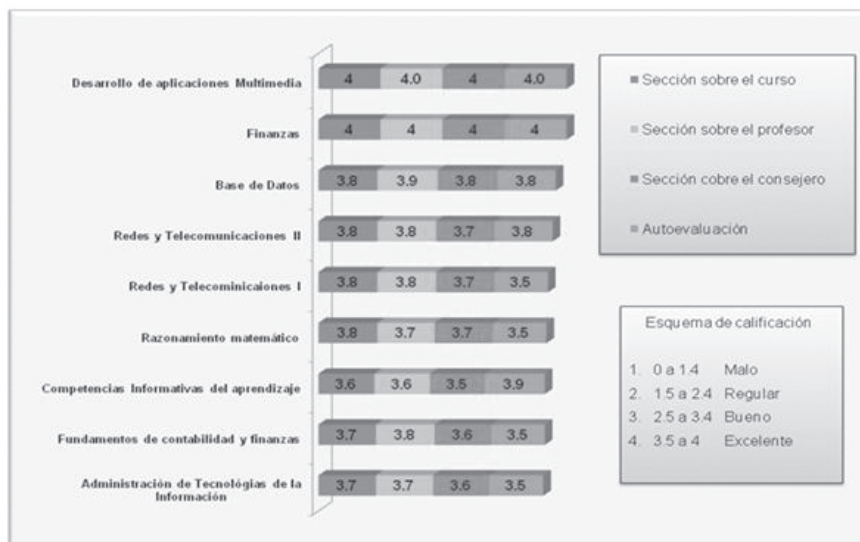 Desarrollo de aplicaciones Multimedia 4 4.0 4 4.0
Finanzas 4 4 4 4
Base de Datos 3.8 3.9 3.8 3.8
Redes y Telecomunicaciones II 3.8 3.8 3.7 3.8
Redes y Telecominicaiones I 3.8 3.8 3.7 3.5
Razonamiento matemático 3.8 3.7 3.7 3.5
Competencias Informativas del aprendizaje 3.6 3.6 3.5 3.9
Fundamentos de contabilidad y finanzas 3.7 3.8 3.6 3.5
Administración de Tecnológias de la
Información 3.7 3.7 3.6 3.5
Sección sobre el curso
Sección sobre el profesor
Sección cobre el consejero
Autoevaluación
Esquema de calificación
1. 0 a 1.4 Malo
2. 1.5 a 2.4 Regular
3. 2.5 a 3.4 Bueno
4. 3.5 a 4 Excelente